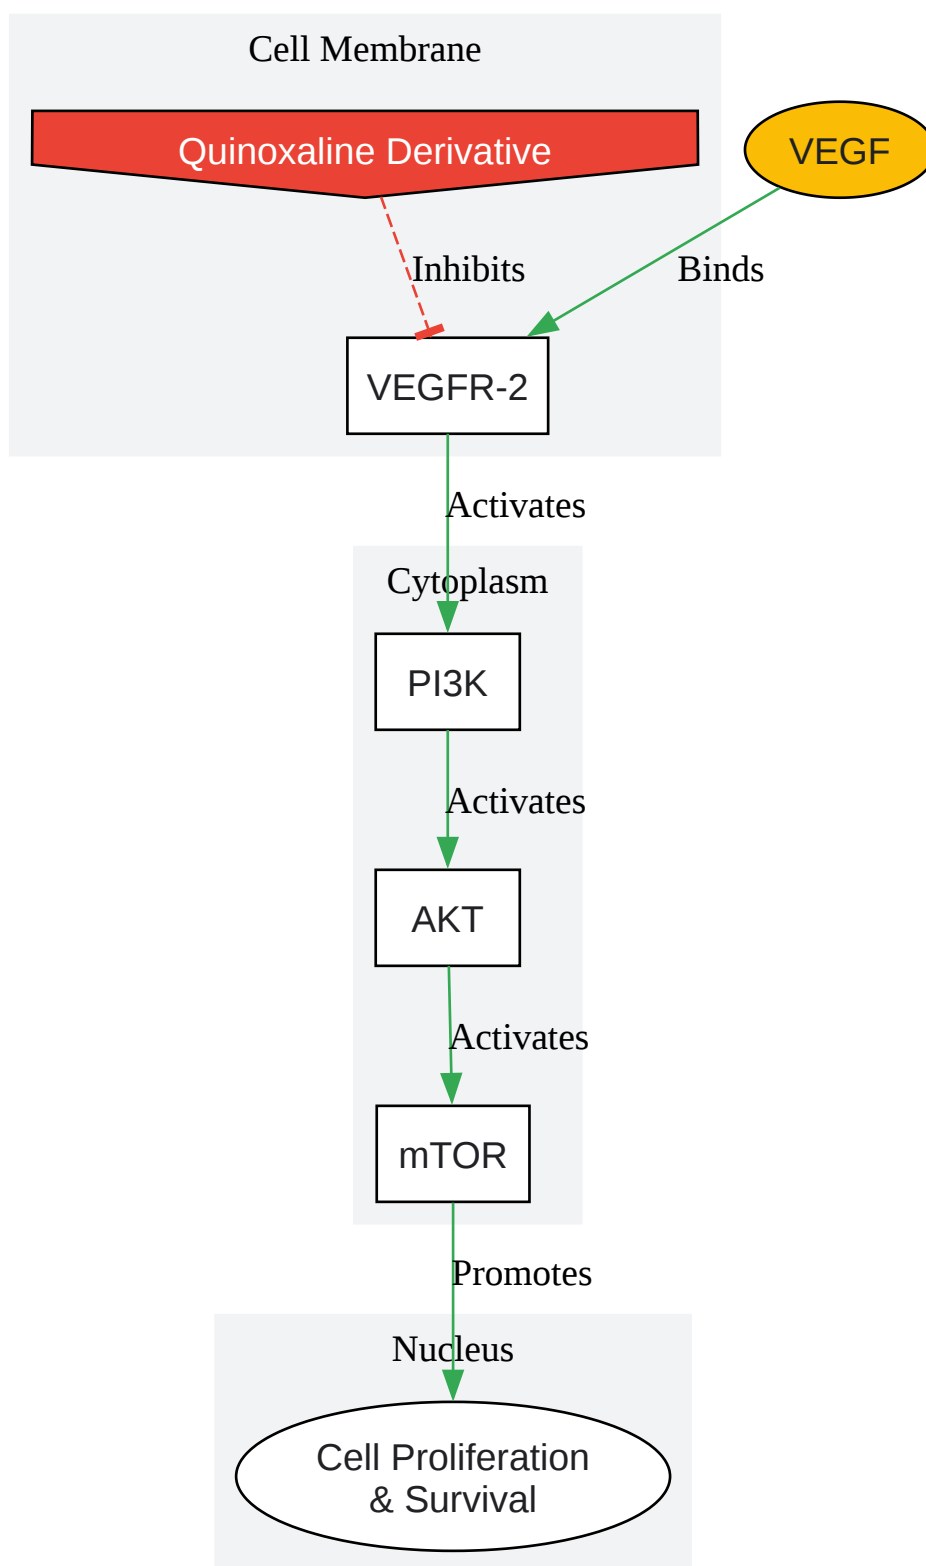 Cell Membrane
Quinoxaline Derivative
VEGF
Inhibits
Binds
VEGFR-2
Activates
Cytoplasm
PI3K
Activates
AKT
Activates
mTOR
Promotes
Nucleus
Cell Proliferation
& Survival